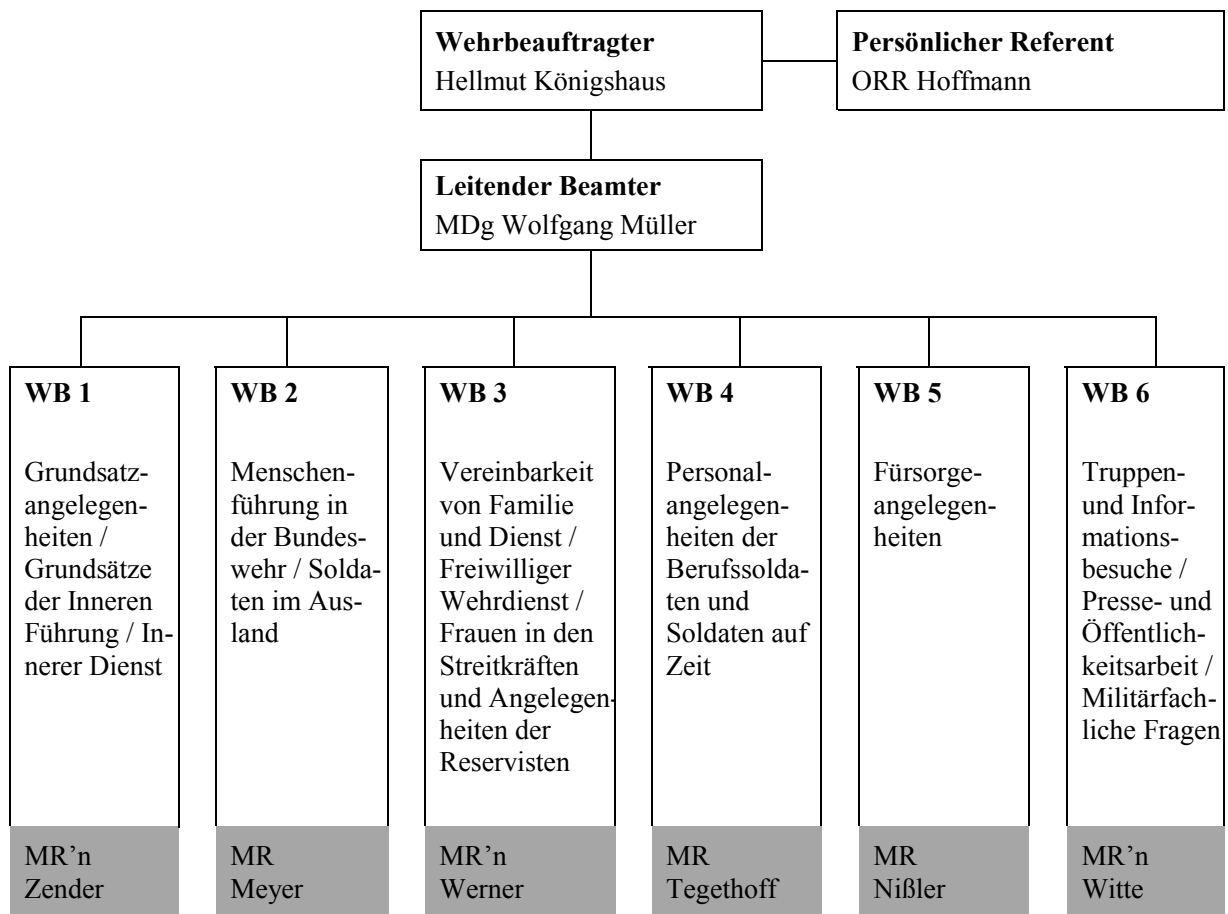 Wehrbeauftragter
Hellmut Königshaus
Persönlicher Referent
ORR Hoffmann
Leitender Beamter
MDg Wolfgang Müller
WB 1
Grundsatz-
angelegen-
heiten /
Grundsätze
der Inneren
Führung / In-
nerer Dienst
MR’n
Zender
WB 2
Menschen-
führung in
der Bundes-
wehr / Solda-
ten im Aus-
land
MR
Meyer
WB 3
Vereinbarkeit
von Familie
und Dienst /
Freiwilliger
Wehrdienst /
Frauen in den
Streitkräften
und Angelegen-
heiten der
Reservisten
MR’n
Werner
WB 4
Personal-
angelegen-
heiten der
Berufssolda-
ten und
Soldaten auf
Zeit
MR
Tegethoff
WB 5
Fürsorge-
angelegen-
heiten
MR
Nißler
WB 6
Truppen-
und Infor-
mations-
besuche /
Presse- und
Öffentlich-
keitsarbeit /
Militärfach-
liche Fragen
MR’n
Witte